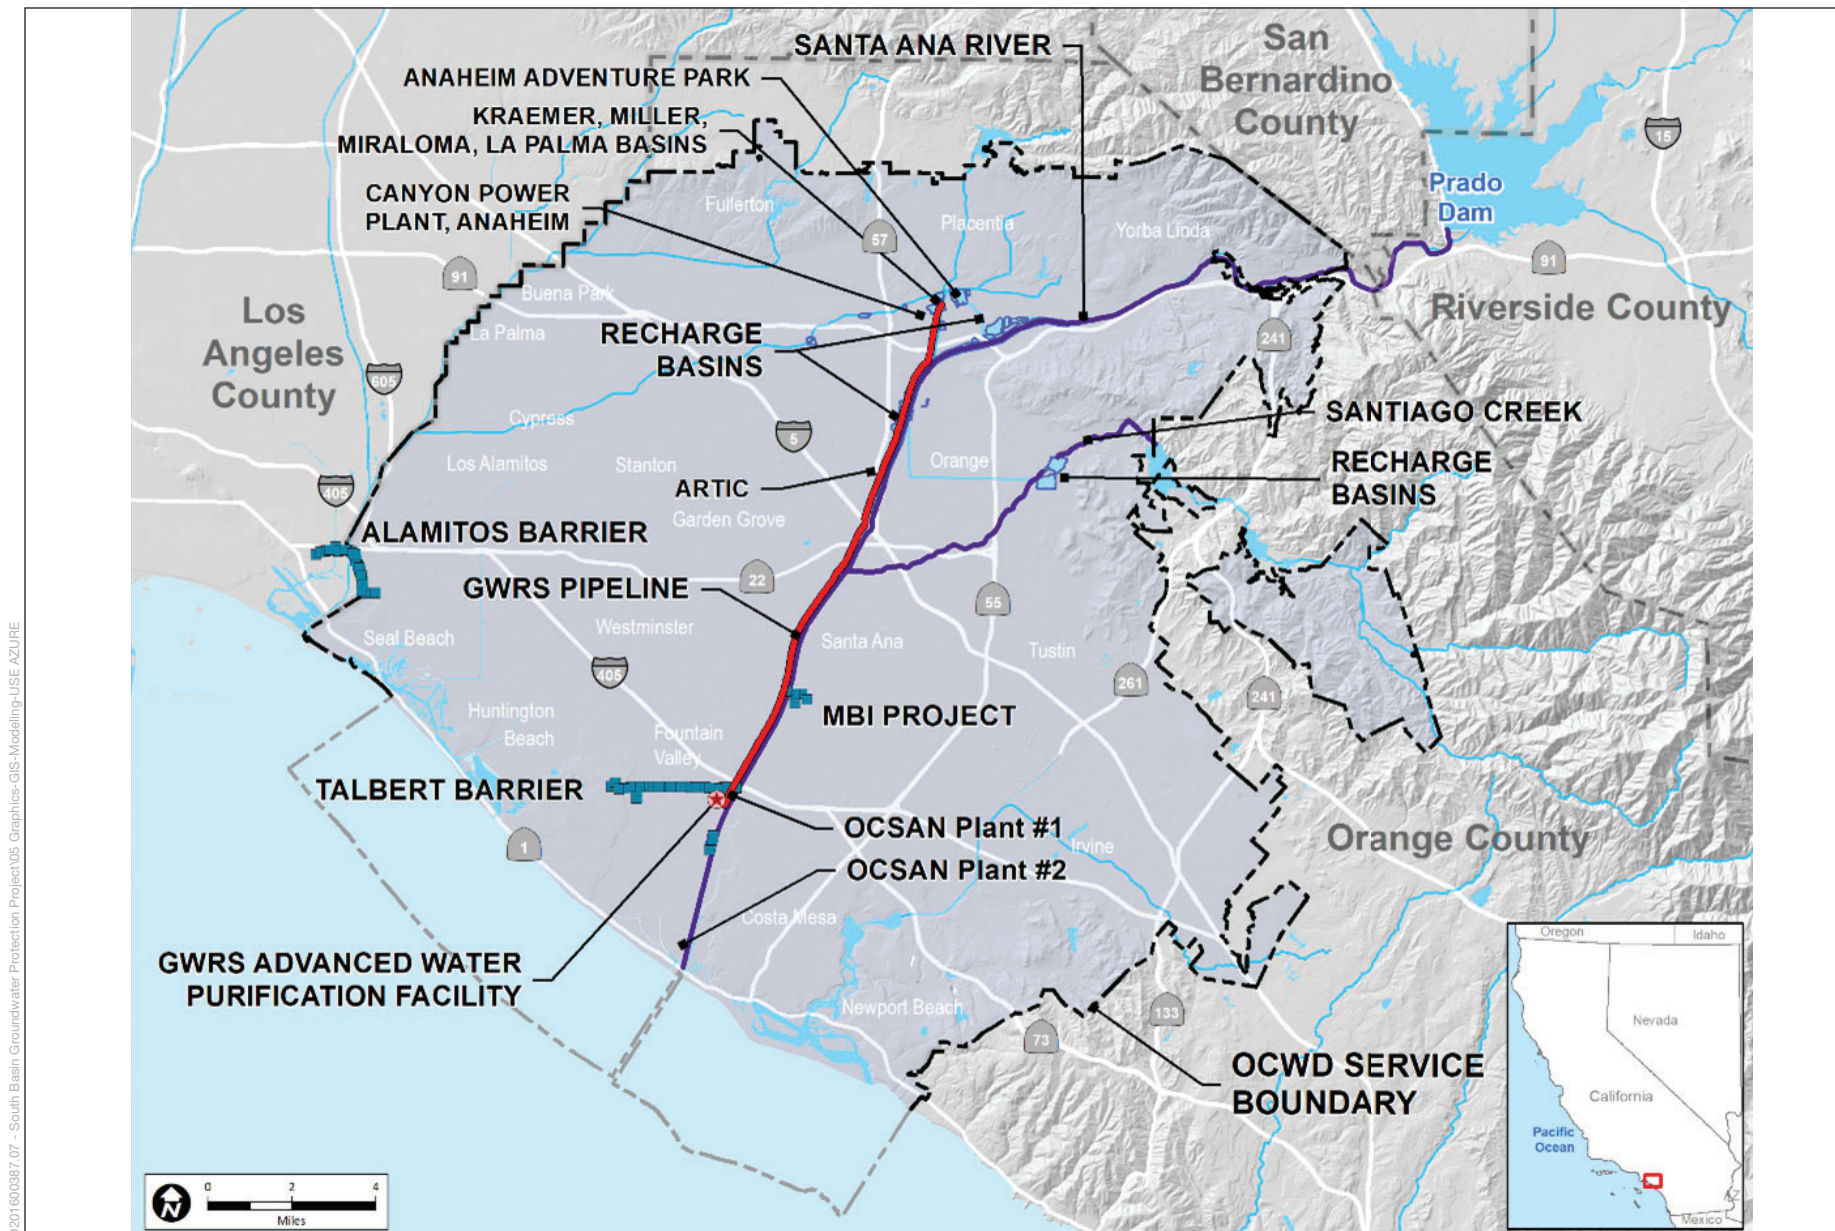 SANTA ANA RIVER
San
Bernardino
County
ANAHEIM ADVENTURE PARK
KRAEMER, MILLER,
MIRALOMA, LA PALMA BASINS
15
CANYON POWER
PLANT, ANAHEIM
Prado
Dam
Fullerton
Placentia
Yorba Linda
57
91
91
Buena Park
Los
Angeles
County
Riverside County
La Palma
RECHARGE
BASINS
241
605
Cypress
SANTIAGO CREEK
5
Los Alamitos
Stanton
Orange
RECHARGE
BASINS
405
ARTIC
Garden Grove
ALAMITOS BARRIER
22
GWRS PIPELINE
55
Westminster
Santa Ana
Tustin
Seal Beach
405
261
241
Huntington
Beach
MBI PROJECT
Fountain
Valley
TALBERT BARRIER
OCSAN Plant #1
1
Irvine
Orange County
OCSAN Plant #2
Costa Mesa
GWRS ADVANCED WATER
PURIFICATION FACILITY
Newport Beach
133
73
OCWD SERVICE
BOUNDARY
Oregon
Idaho
Nevada
California
Pacific
Ocean
AZ
Mexico
N
0 2 4
Miles
201600387.07 - South Basin Groundwater Protection Project\05 Graphics-GIS-Modeling-USE AZURE